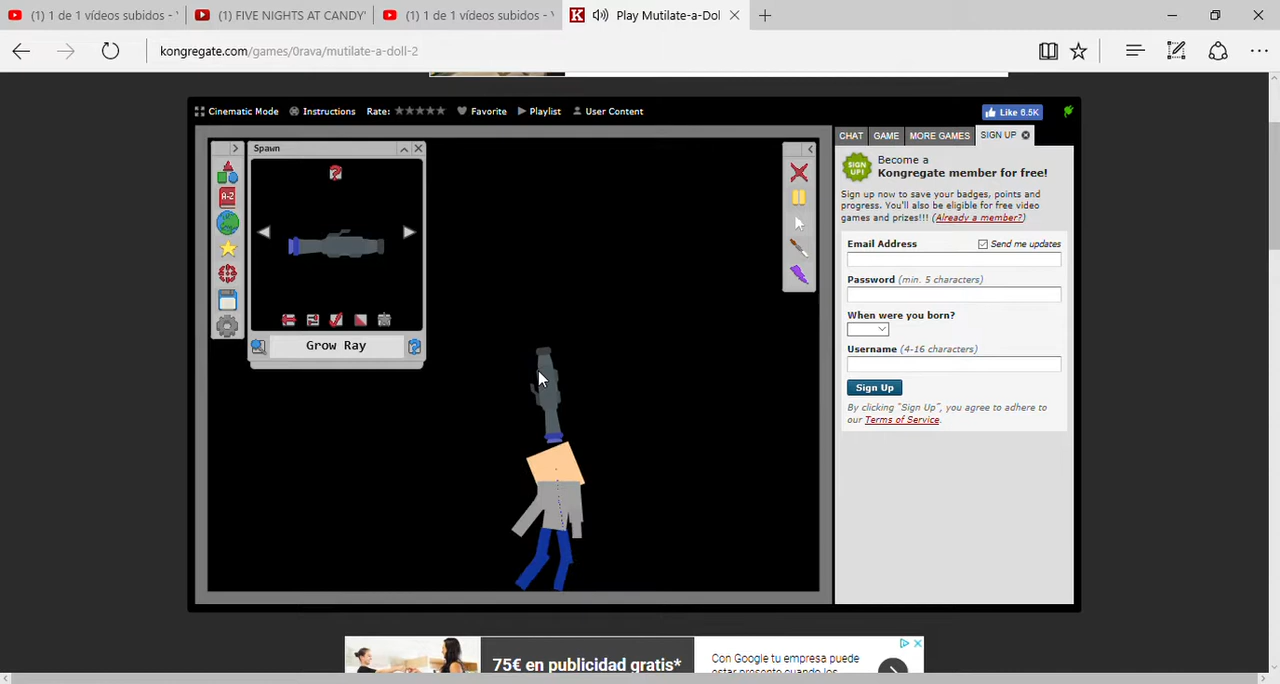 (1) 1 de 1 vídeos subidos - Y
(1) FIVE NIGHTS AT CANDY'
(1) 1 de 1 vídeos subidos - Y
Play Mutilate-a-Dol
kongregate.com/games/0rava/mutilate-a-doll-2
Cinematic Mode
Instructions
Rate:
Favorite
Playlist
User Content
Like 6.5K
Spawn
A-Z
Grow Ray
CHAT
GAME
MORE GAMES
SIGN UP
SIGN UP!
Become a
Kongregate member for free!
Sign up now to save your badges, points and
progress. You'll also be eligible for free video
games and prizes!!! (Already a member?)
Email Address
Send me updates
Password (min. 5 characters)
When were you born?
Username (4-16 characters)
Sign Up
By clicking "Sign Up", you agree to adhere to
our Terms of Service.
75€ en publicidad gratis*
Con Google tu empresa puede